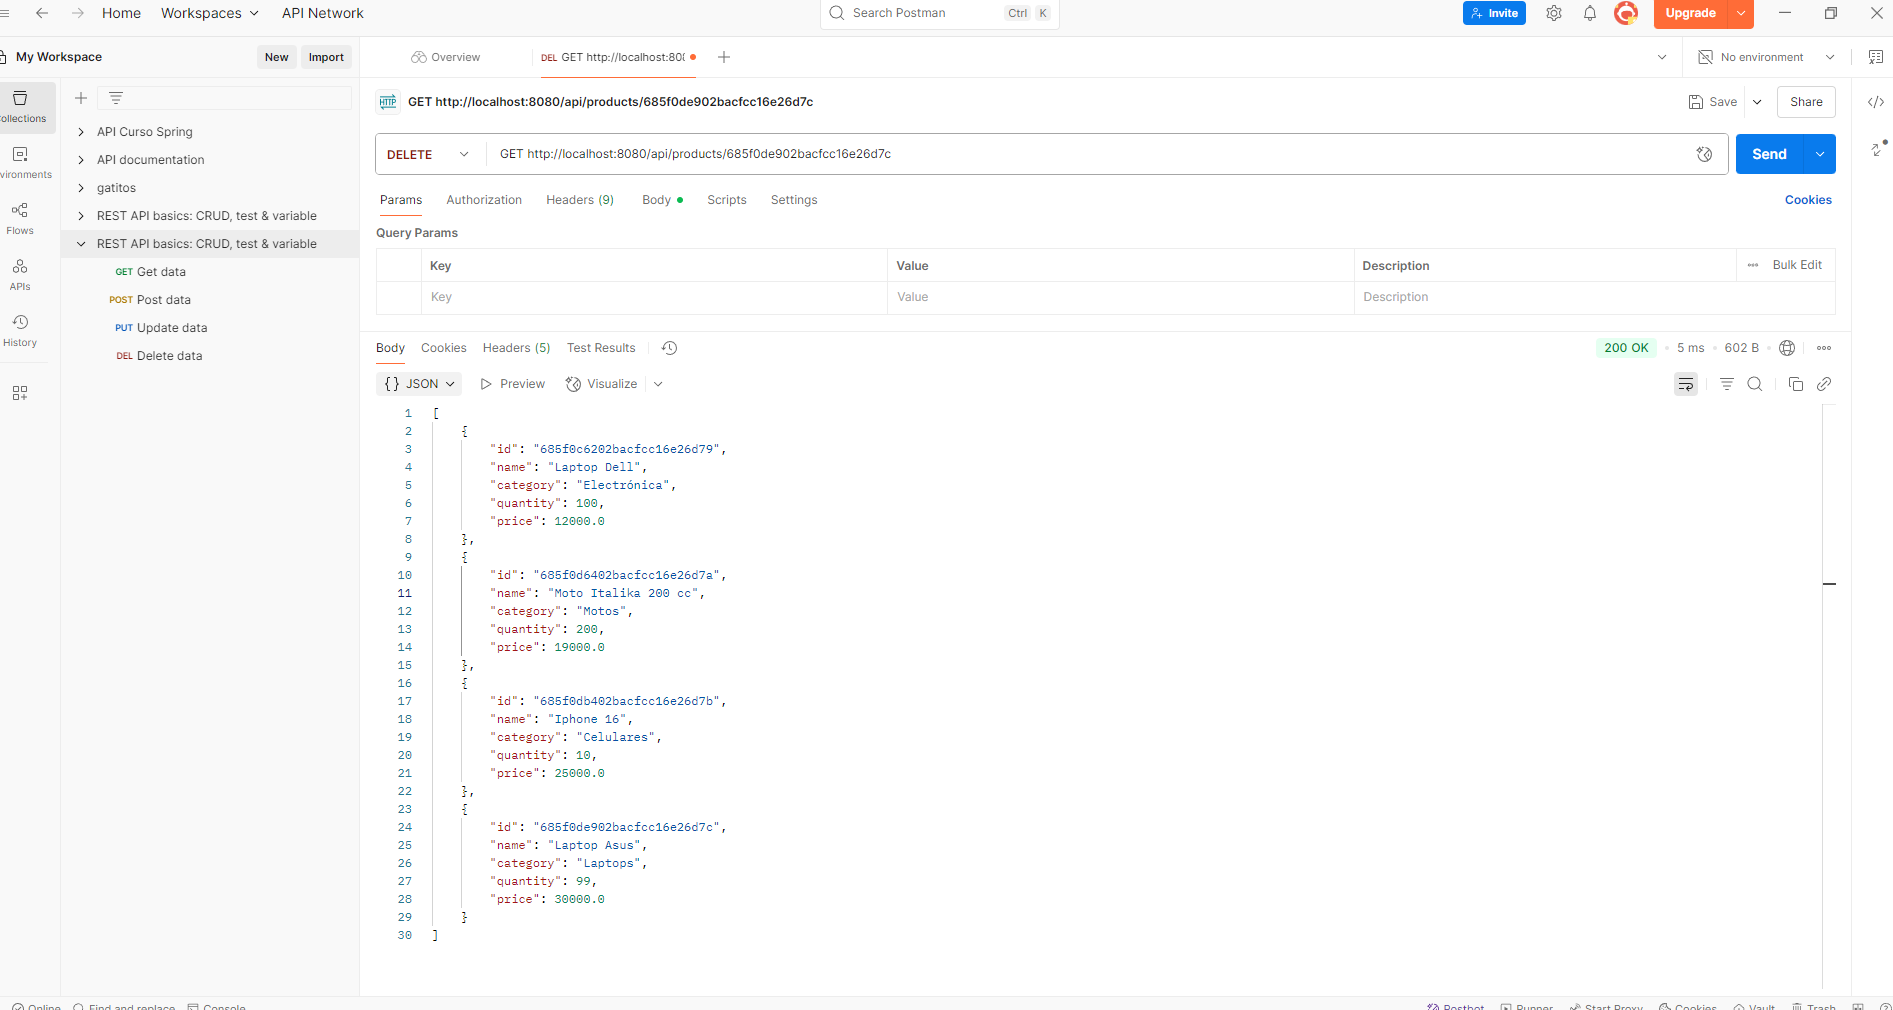 Home Workspaces API Network Search Postman Ctrl K Invite Upgrade
My Workspace New Import Overview DEL GET http://localhost:80 No environment
Collections
Environments
Flows
APIs
History
API Curso Spring
API documentation
gatitos
REST API basics: CRUD, test & variable
REST API basics: CRUD, test & variable
GET Get data
POST Post data
PUT Update data
DEL Delete data
HTTP GET http://localhost:8080/api/products/685f0de902bacfcc16e26d7c Save Share
DELETE GET http://localhost:8080/api/products/685f0de902bacfcc16e26d7c Send
Params Authorization Headers (9) Body Scripts Settings Cookies
Query Params
Key Value Description Bulk Edit
Key Value Description
Body Cookies Headers (5) Test Results 200 OK 5 ms 602 B
{} JSON Preview Visualize
1 [
2 {
3 "id": "685f0c6202bacfcc16e26d79",
4 "name": "Laptop Dell",
5 "category": "Electrónica",
6 "quantity": 100,
7 "price": 12000.0
8 },
9 {
10 "id": "685f0d6402bacfcc16e26d7a",
11 "name": "Moto Italika 200 cc",
12 "category": "Motos",
13 "quantity": 200,
14 "price": 19000.0
15 },
16 {
17 "id": "685f0db402bacfcc16e26d7b",
18 "name": "Iphone 16",
19 "category": "Celulares",
20 "quantity": 10,
21 "price": 25000.0
22 },
23 {
24 "id": "685f0de902bacfcc16e26d7c",
25 "name": "Laptop Asus",
26 "category": "Laptops",
27 "quantity": 99,
28 "price": 30000.0
29 }
30 ]
Online Find and replace Console Postbot Runner Start Proxy Cookies Vault Trash